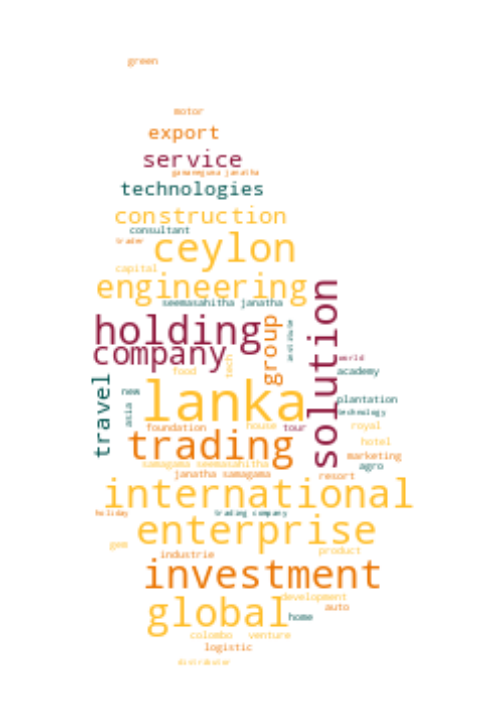 green
motor
export
service
gamameguma janatha
technologies
construction
consultant
trader
ceylon
capital
engineering
seemasahitha janatha
solution
holding
group
institute
company
world
tech
food
academy
travel
new
lanka
asia
plantation
technology
foundation
house
tour
royal
trading
hotel
marketing
samagama seemasahitha
agro
janatha samagama
resort
international
holiday
trading company
enterprise
gem
product
industrie
investment
development
global
auto
home
colombo
venture
logistic
distributor